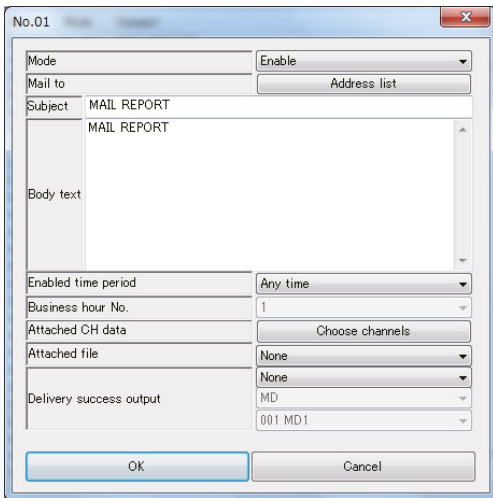 No.01
Mode Enable
Mail to Address list
Subject MAIL REPORT
MAIL REPORT
Body text
Enabled time period Any time
Business hour No. 1
Attached CH data Choose channels
Attached file None
None
Delivery success output MD
001 MD1
OK Cancel